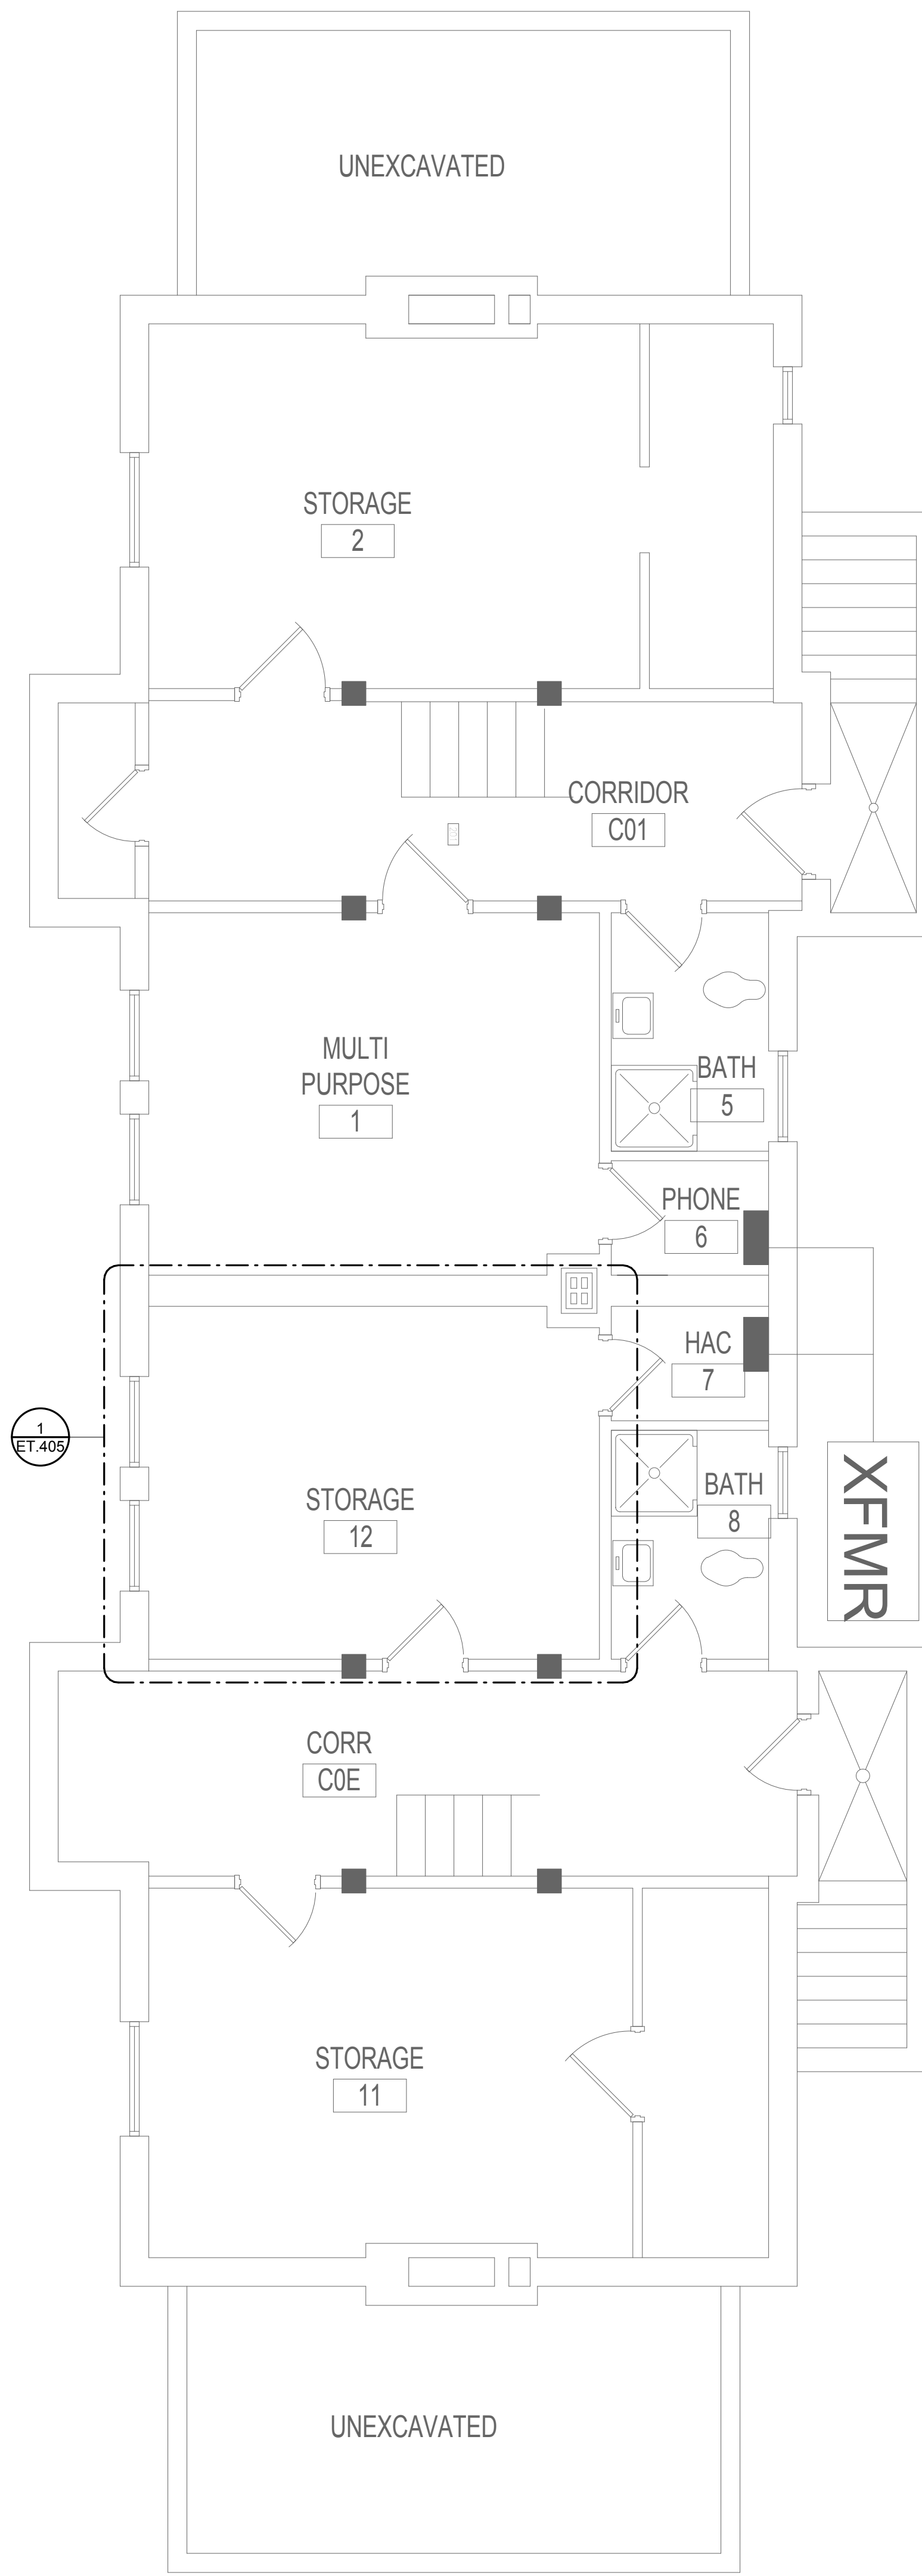 UNEXCAVATED
STORAGE
2
CORRIDOR
C01
MULTI
PURPOSE
1
BATH
5
PHONE
6
HAC
7
1
ET.405
STORAGE
12
BATH
8
XFMR
CORR
C0E
STORAGE
11
UNEXCAVATED